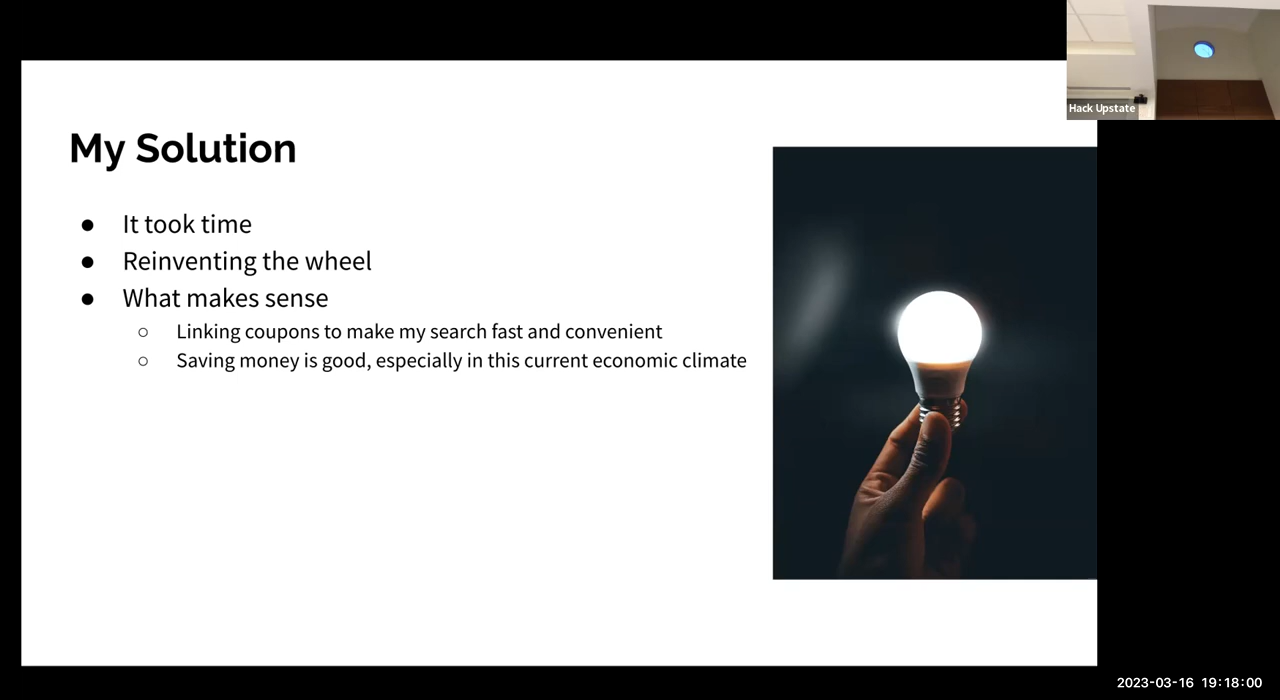 Hack Upstate
My Solution
● It took time
● Reinventing the wheel
● What makes sense
○ Linking coupons to make my search fast and convenient
○ Saving money is good, especially in this current economic climate
2023-03-16 19:18:00